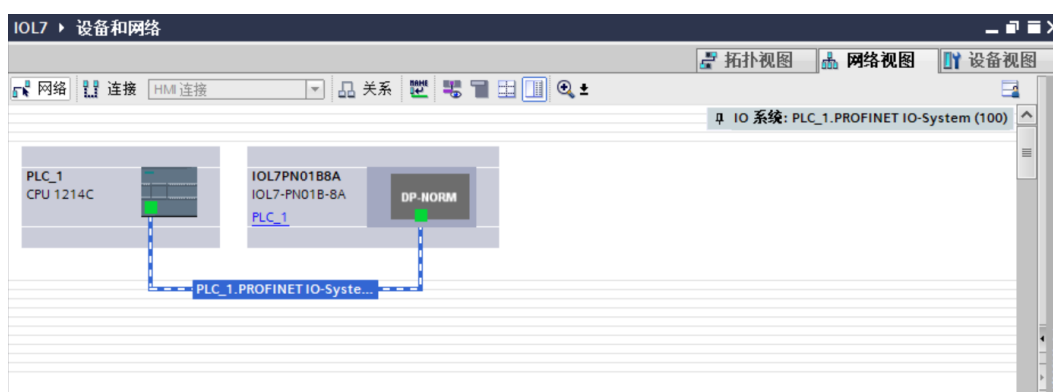 IOL7 ▸ 设备和网络
拓扑视图 网络视图 设备视图
网络 连接 HMI 连接 关系
IO 系统: PLC_1.PROFINET IO-System (100)
PLC_1
CPU 1214C
IOL7PN01B8A
IOL7-PN01B-8A
PLC_1
DP-NORM
PLC_1.PROFINET IO-Syste...